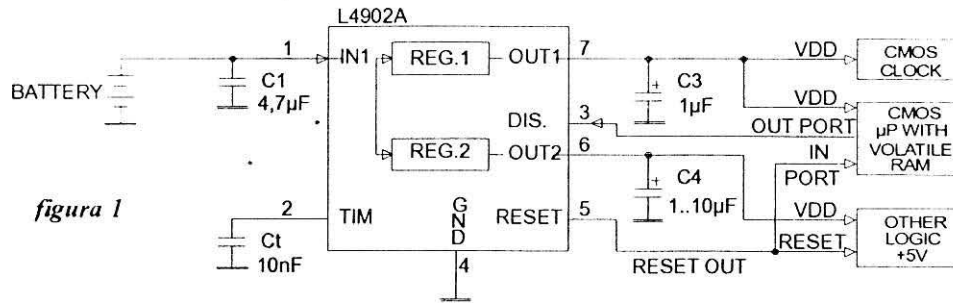 L4902A
1
IN1
REG.1
OUT1
7
VDD
CMOS
CLOCK
BATTERY
C1
4,7µF
C3
1µF
VDD
DIS.
3
OUT PORT
CMOS
µP WITH
VOLATILE
RAM
REG.2
OUT2
6
IN
PORT
figura 1
C4
1..10µF
2
TIM
GND
RESET
5
VDD
OTHER
LOGIC
+5V
RESET
Ct
10nF
4
RESET OUT